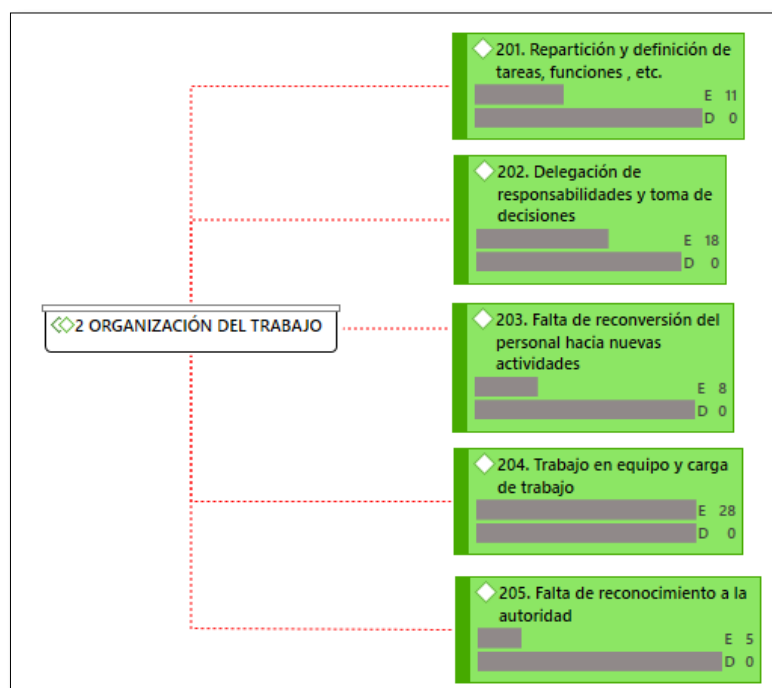 201. Repartición y definición de
tareas, funciones , etc.
E 11
D 0
202. Delegación de
responsabilidades y toma de
decisiones
E 18
D 0
2 ORGANIZACIÓN DEL TRABAJO
203. Falta de reconversión del
personal hacia nuevas
actividades
E 8
D 0
204. Trabajo en equipo y carga
de trabajo
E 28
D 0
205. Falta de reconocimiento a la
autoridad
E 5
D 0